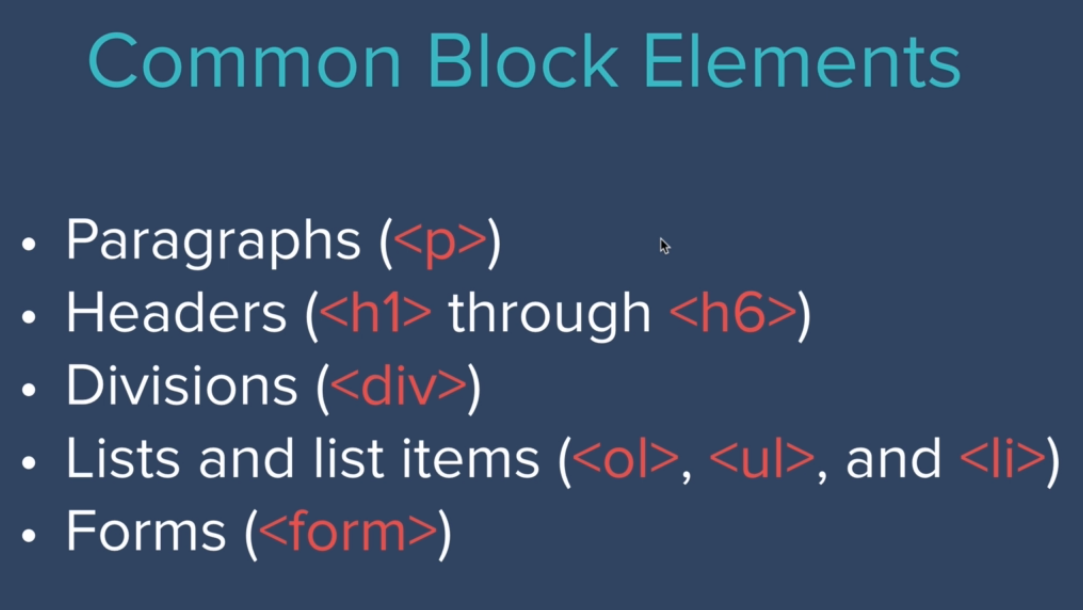 Common Block Elements
• Paragraphs (<p>)
• Headers (<h1> through <h6>)
• Divisions (<div>)
• Lists and list items (<ol>, <ul>, and <li>)
• Forms (<form>)